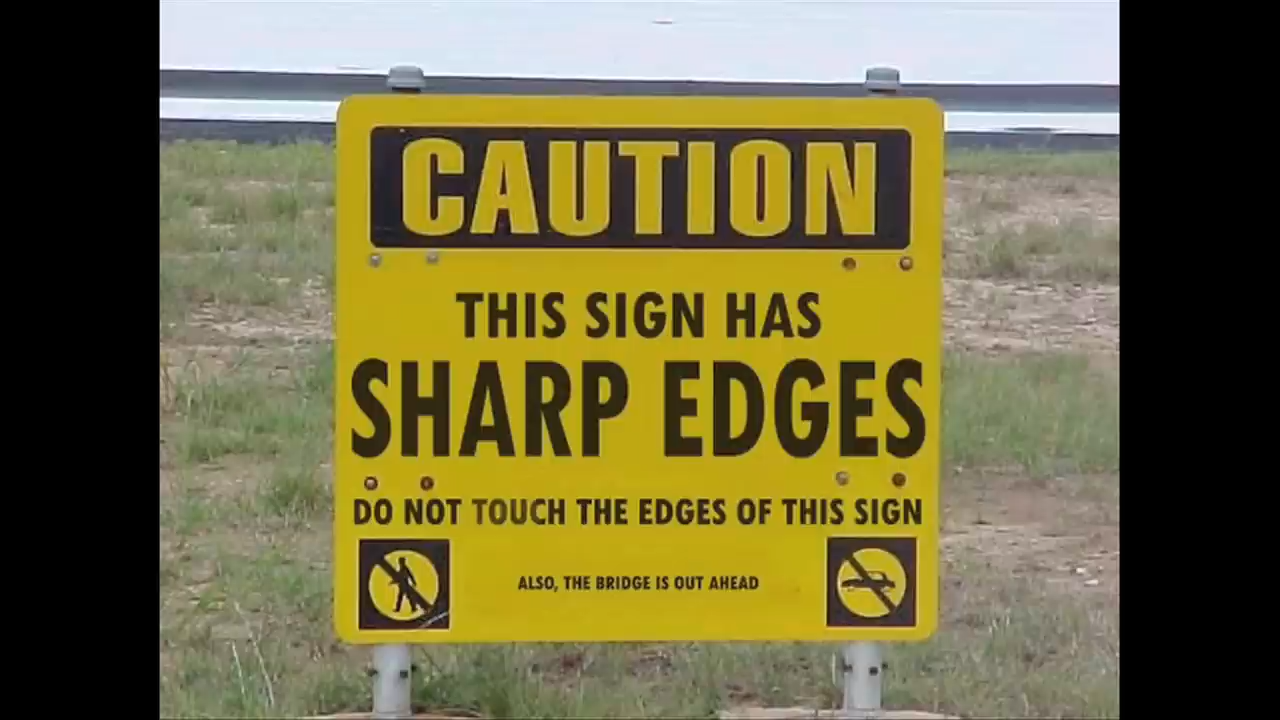 CAUTION
THIS SIGN HAS
SHARP EDGES
DO NOT TOUCH THE EDGES OF THIS SIGN
ALSO, THE BRIDGE IS OUT AHEAD